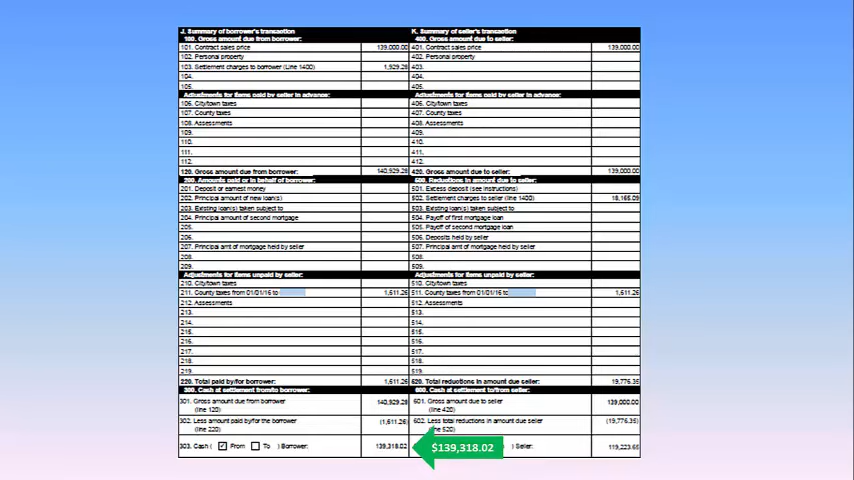 J. Summary of borrower's transaction
100. Gross amount due from borrower:
101. Contract sales price 139,000.00
102. Personal property
103. Settlement charges to borrower (Line 1400) 1,929.28
104.
105.
Adjustments for items paid by seller in advance:
106. City/town taxes
107. County taxes
108. Assessments
109.
110.
111.
112.
120. Gross amount due from borrower: 140,929.28
200. Amounts paid or in behalf of borrower:
201. Deposit or earnest money
202. Principal amount of new loan(s)
203. Existing loan(s) taken subject to
204. Principal amount of second mortgage
205.
206.
207. Principal amt of mortgage held by seller
208.
209.
Adjustments for items unpaid by seller:
210. City/town taxes
211. County taxes from 01/01/16 to 1,611.26
212. Assessments
213.
214.
215.
216.
217.
218.
219.
220. Total paid by/for borrower: 1,611.26
300. Cash at settlement from/to borrower:
301. Gross amount due from borrower 140,929.28
(line 120)
302. Less amount paid by/for the borrower (1,611.26)
(line 220)
303. Cash ( From To ) Borrower: 139,318.02
K. Summary of seller's transaction
400. Gross amount due to seller:
401. Contract sales price 139,000.00
402. Personal property
403.
404.
405.
Adjustments for items paid by seller in advance:
406. City/town taxes
407. County taxes
408. Assessments
409.
410.
411.
412.
420. Gross amount due to seller: 139,000.00
500. Reductions in amount due to seller:
501. Excess deposit (see instructions)
502. Settlement charges to seller (line 1400) 18,165.09
503. Existing loan(s) taken subject to
504. Payoff of first mortgage loan
505. Payoff of second mortgage loan
506. Deposits held by seller
507. Principal amt of mortgage held by seller
508.
509.
Adjustments for items unpaid by seller:
510. City/town taxes
511. County taxes from 01/01/16 to 1,611.26
512. Assessments
513.
514.
515.
516.
517.
518.
519.
520. Total reductions in amount due seller: 19,776.35
600. Cash at settlement to/from seller:
601. Gross amount due to seller 139,000.00
(line 420)
602. Less total reductions in amount due seller (19,776.35)
(line 520)
$139,318.02
) Seller: 119,223.65